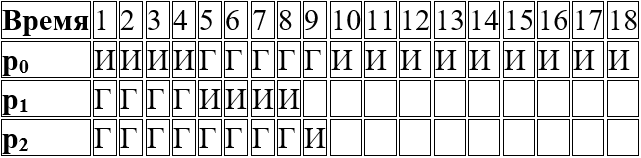 Время 1 2 3 4 5 6 7 8 9 10 11 12 13 14 15 16 17 18
p0 И И И И Г Г Г Г Г И И И И И И И И И
p1 Г Г Г Г И И И И
p2 Г Г Г Г Г Г Г Г И